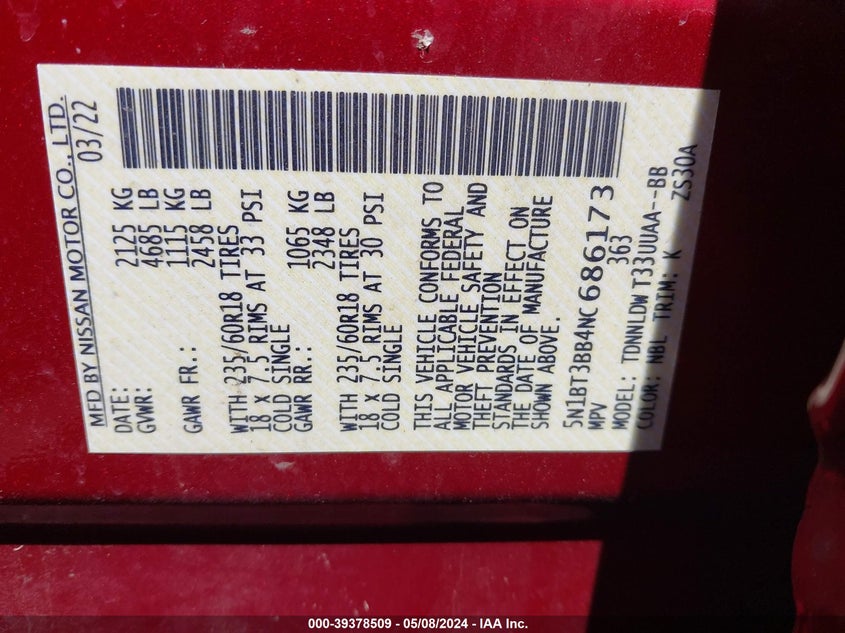 MFD BY NISSAN MOTOR CO., LTD.
DATE: 03/22
GVWR: 2125 KG
4685 LB
GAWR FR.: 1115 KG
2458 LB
WITH 235/60R18 TIRES
18 x 7.5 RIMS AT 33 PSI
COLD SINGLE
GAWR RR.: 1065 KG
2348 LB
WITH 235/60R18 TIRES
18 x 7.5 RIMS AT 30 PSI
COLD SINGLE
THIS VEHICLE CONFORMS TO
ALL APPLICABLE FEDERAL
MOTOR VEHICLE SAFETY AND
THEFT PREVENTION
STANDARDS IN EFFECT ON
THE DATE OF MANUFACTURE
SHOWN ABOVE.
5N1BT3BB4NC686173
MPV 363
MODEL: TDNNLDW T33UUAA--BB
COLOR: NBL TRIM: K ZS30A
000-39378509 - 05/08/2024 - IAA Inc.